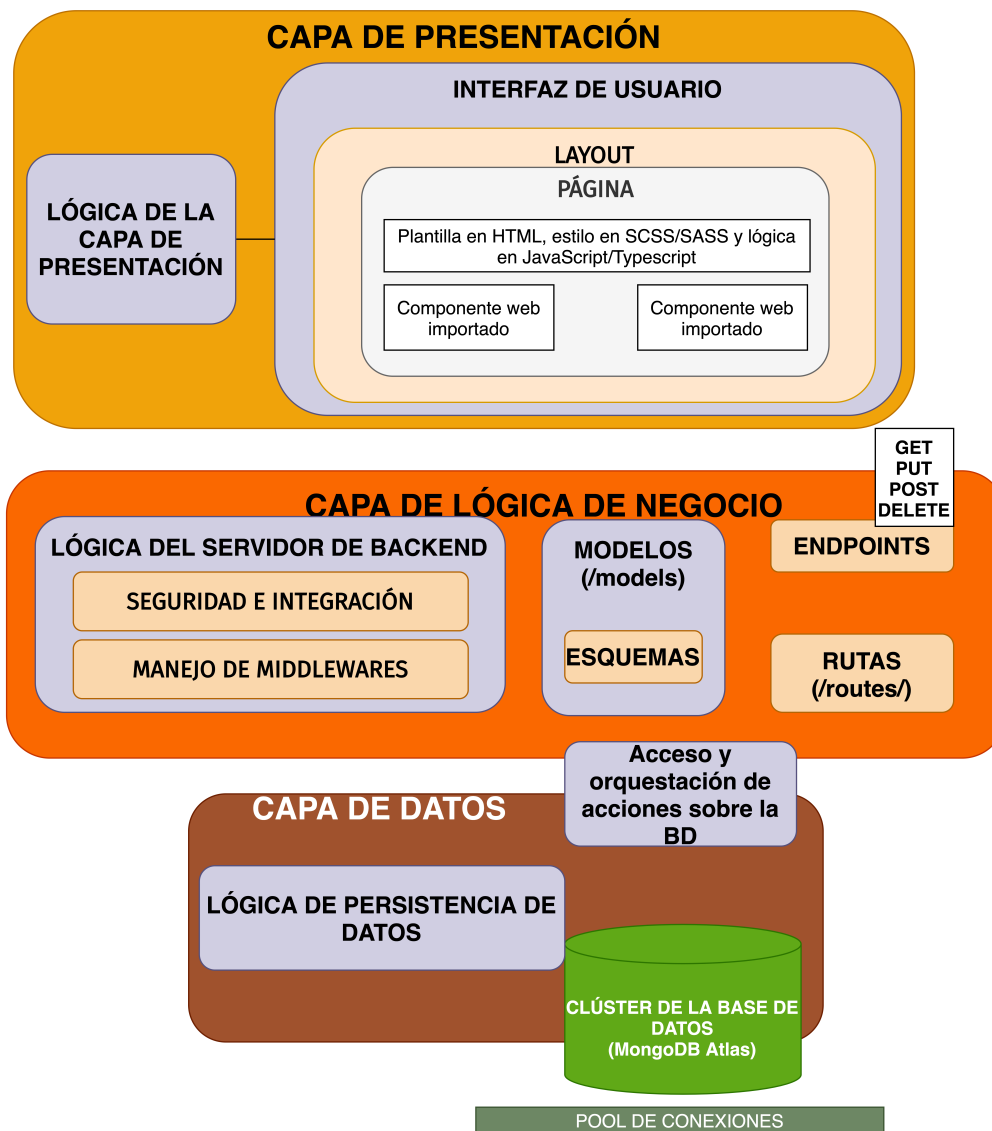 CAPA DE PRESENTACIÓN
INTERFAZ DE USUARIO
LAYOUT
PÁGINA
LÓGICA DE LA
CAPA DE
PRESENTACIÓN
Plantilla en HTML, estilo en SCSS/SASS y lógica
en JavaScript/Typescript
Componente web
importado
Componente web
importado
GET
PUT
POST
DELETE
CAPA DE LÓGICA DE NEGOCIO
LÓGICA DEL SERVIDOR DE BACKEND
SEGURIDAD E INTEGRACIÓN
MANEJO DE MIDDLEWARES
MODELOS
(/models)
ESQUEMAS
ENDPOINTS
RUTAS
(/routes/)
Acceso y
orquestación de
acciones sobre la
BD
CAPA DE DATOS
LÓGICA DE PERSISTENCIA DE
DATOS
CLÚSTER DE LA BASE DE
DATOS
(MongoDB Atlas)
POOL DE CONEXIONES